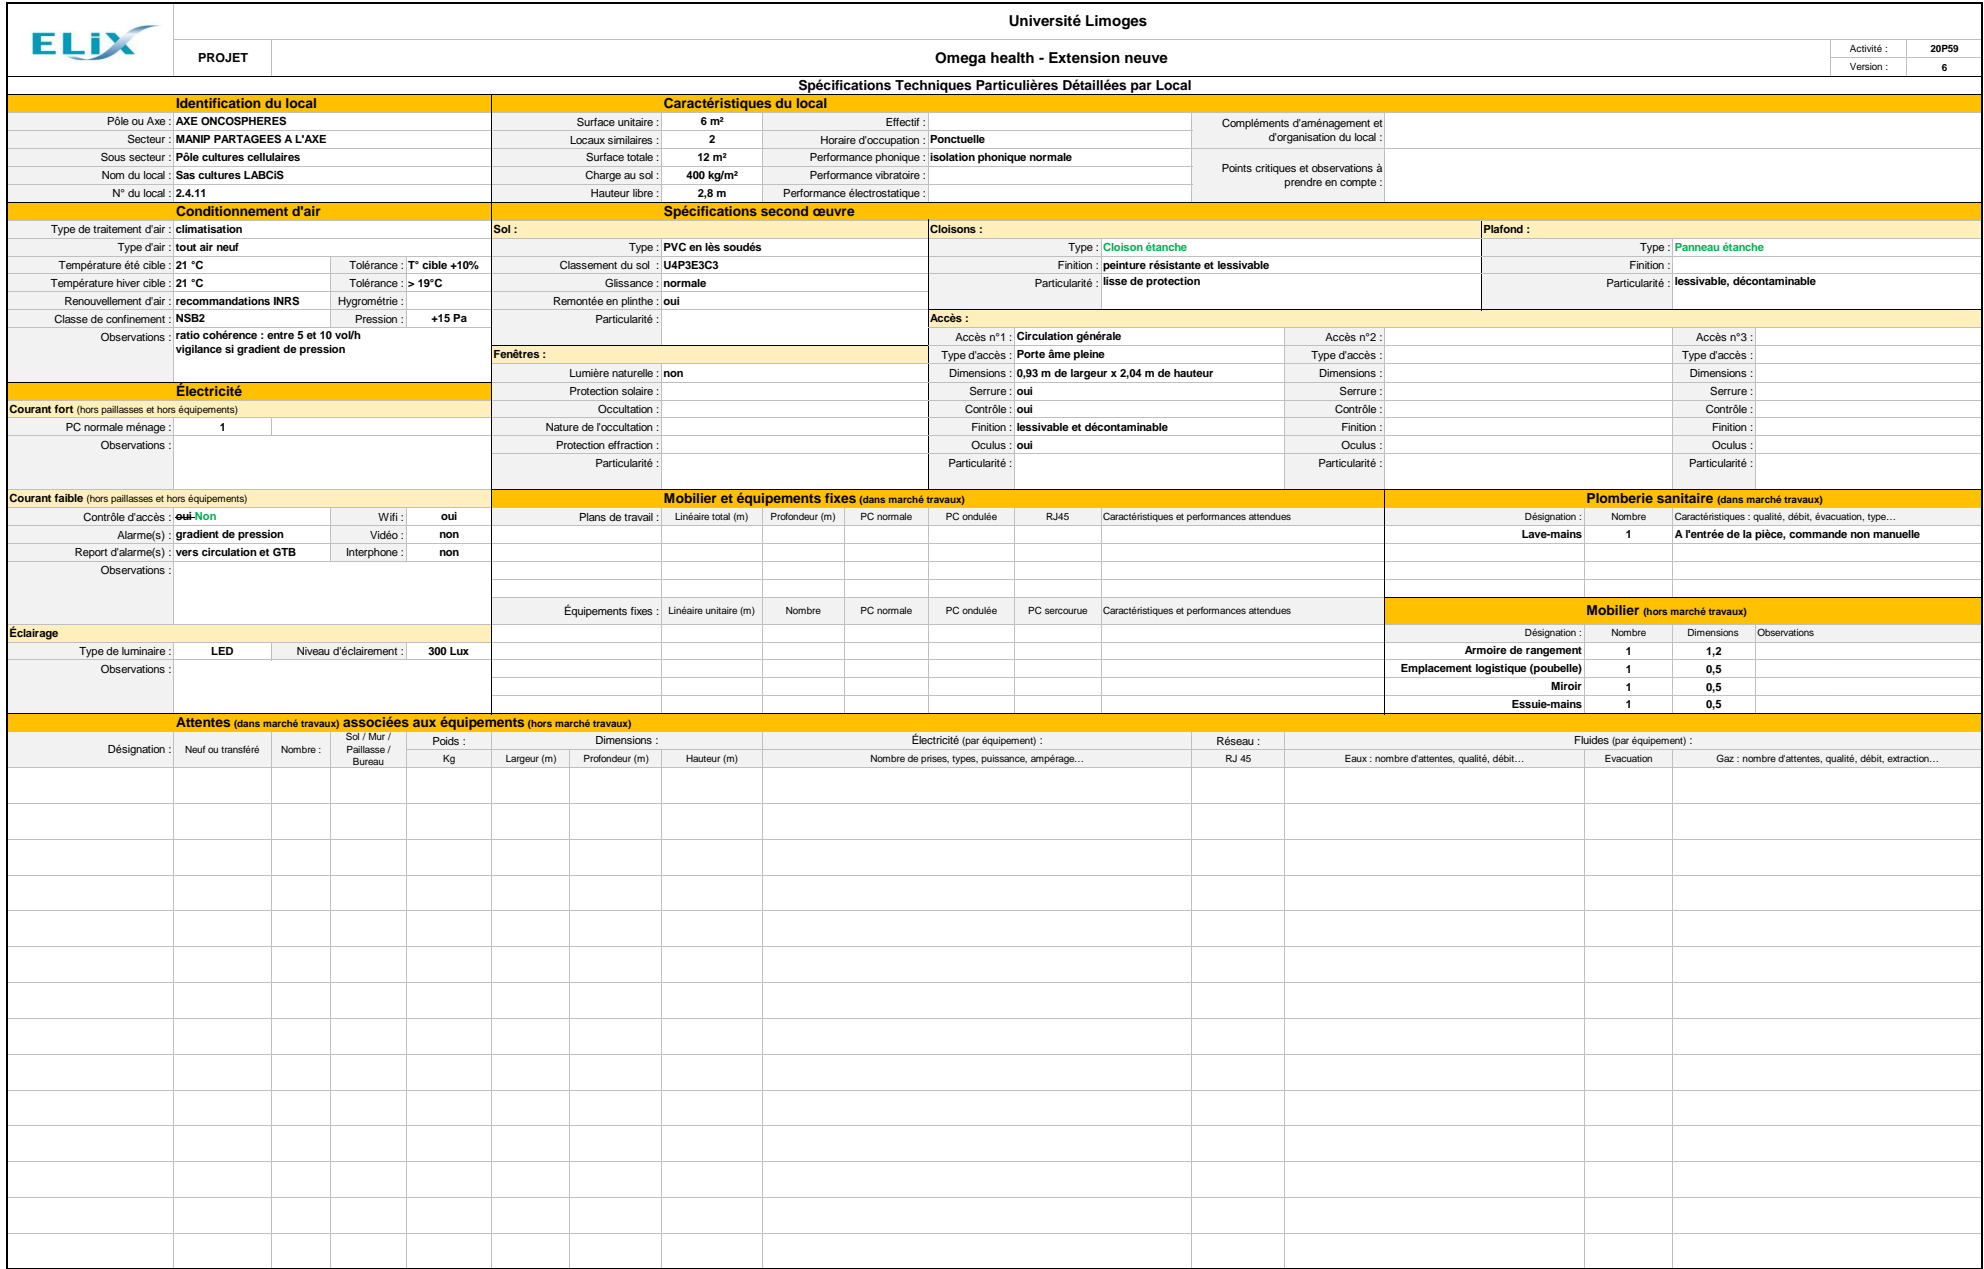 ELiX
Université Limoges
PROJET
Omega health - Extension neuve
Activité : 20P59
Version : 6
Spécifications Techniques Particulières Détaillées par Local
Identification du local
Pôle ou Axe : AXE ONCOSPHERES
Secteur : MANIP PARTAGEES A L'AXE
Sous secteur : Pôle cultures cellulaires
Nom du local : Sas cultures LABCiS
N° du local : 2.4.11
Caractéristiques du local
Surface unitaire : 6 m² Effectif :
Locaux similaires : 2 Horaire d'occupation : Ponctuelle
Surface totale : 12 m² Performance phonique : isolation phonique normale
Charge au sol : 400 kg/m² Performance vibratoire :
Hauteur libre : 2,8 m Performance électrostatique :
Compléments d'aménagement et
d'organisation du local :
Points critiques et observations à
prendre en compte :
Conditionnement d'air
Type de traitement d'air : climatisation
Type d'air : tout air neuf
Température été cible : 21 °C Tolérance : T° cible +10%
Température hiver cible : 21 °C Tolérance : > 19°C
Renouvellement d'air : recommandations INRS Hygrométrie :
Classe de confinement : NSB2 Pression : +15 Pa
Observations : ratio cohérence : entre 5 et 10 vol/h
vigilance si gradient de pression
Spécifications second œuvre
Sol :
Type : PVC en lès soudés
Classement du sol : U4P3E3C3
Glissance : normale
Remontée en plinthe : oui
Particularité :
Cloisons :
Type : Cloison étanche
Finition : peinture résistante et lessivable
Particularité : lisse de protection
Plafond :
Type : Panneau étanche
Finition :
Particularité : lessivable, décontaminable
Fenêtres :
Lumière naturelle : non
Protection solaire :
Occultation :
Nature de l'occultation :
Protection effraction :
Particularité :
Accès :
Accès n°1 : Circulation générale Accès n°2 : Accès n°3 :
Type d'accès : Porte âme pleine Type d'accès : Type d'accès :
Dimensions : 0,93 m de largeur x 2,04 m de hauteur Dimensions : Dimensions :
Serrure : oui Serrure : Serrure :
Contrôle : oui Contrôle : Contrôle :
Finition : lessivable et décontaminable Finition : Finition :
Oculus : oui Oculus : Oculus :
Particularité : Particularité : Particularité :
Électricité
Courant fort (hors paillasses et hors équipements)
PC normale ménage : 1
Observations :
Courant faible (hors paillasses et hors équipements)
Contrôle d'accès : oui Non Wifi : oui
Alarme(s) : gradient de pression Vidéo : non
Report d'alarme(s) : vers circulation et GTB Interphone : non
Observations :
Éclairage
Type de luminaire : LED Niveau d'éclairement : 300 Lux
Observations :
Mobilier et équipements fixes (dans marché travaux)
Plans de travail : Linéaire total (m) Profondeur (m) PC normale PC ondulée RJ45 Caractéristiques et performances attendues
Équipements fixes : Linéaire unitaire (m) Nombre PC normale PC ondulée PC sercourue Caractéristiques et performances attendues
Plomberie sanitaire (dans marché travaux)
Désignation : Nombre Caractéristiques : qualité, débit, évacuation, type…
Lave-mains 1 A l'entrée de la pièce, commande non manuelle
Mobilier (hors marché travaux)
Désignation : Nombre Dimensions Observations
Armoire de rangement 1 1,2
Emplacement logistique (poubelle) 1 0,5
Miroir 1 0,5
Essuie-mains 1 0,5
Attentes (dans marché travaux) associées aux équipements (hors marché travaux)
Désignation : Neuf ou transféré Nombre : Sol / Mur / Paillasse / Bureau Poids : Dimensions : Électricité (par équipement) : Réseau : Fluides (par équipement) :
Kg Largeur (m) Profondeur (m) Hauteur (m) Nombre de prises, types, puissance, ampérage… RJ 45 Eaux : nombre d'attentes, qualité, débit… Evacuation Gaz : nombre d'attentes, qualité, débit, extraction…